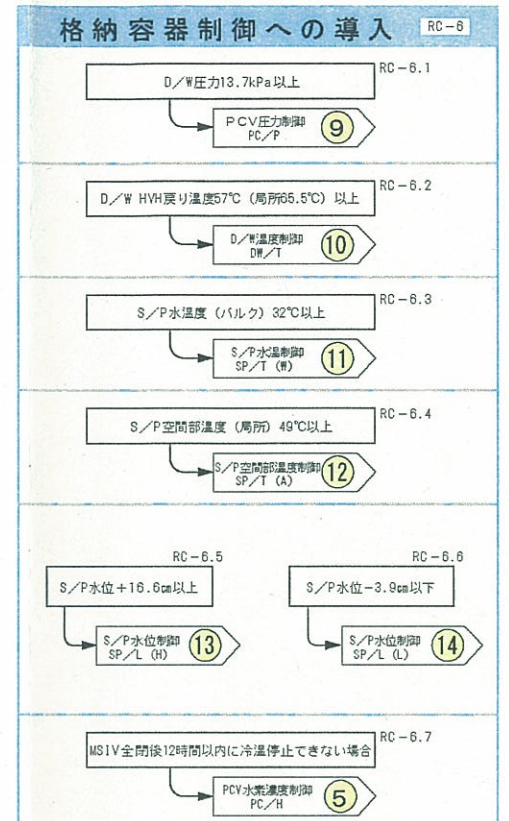 格納容器制御への導入 RC-6
RC-6.1
D/W圧力13.7kPa以上
PCV圧力制御
PC/P
⑨
RC-6.2
D/W HVH戻り温度57℃（局所65.5℃）以上
D/W温度制御
DW/T
⑩
RC-6.3
S/P水温度（バルク）32℃以上
S/P水温制御
SP/T (W)
⑪
RC-6.4
S/P空間部温度（局所）49℃以上
S/P空間部温度制御
SP/T (A)
⑫
RC-6.5
S/P水位+16.6cm以上
S/P水位制御
SP/L (H)
⑬
RC-6.6
S/P水位-3.9cm以下
S/P水位制御
SP/L (L)
⑭
RC-6.7
MSIV全閉後12時間以内に冷温停止できない場合
PCV水素濃度制御
PC/H
⑤